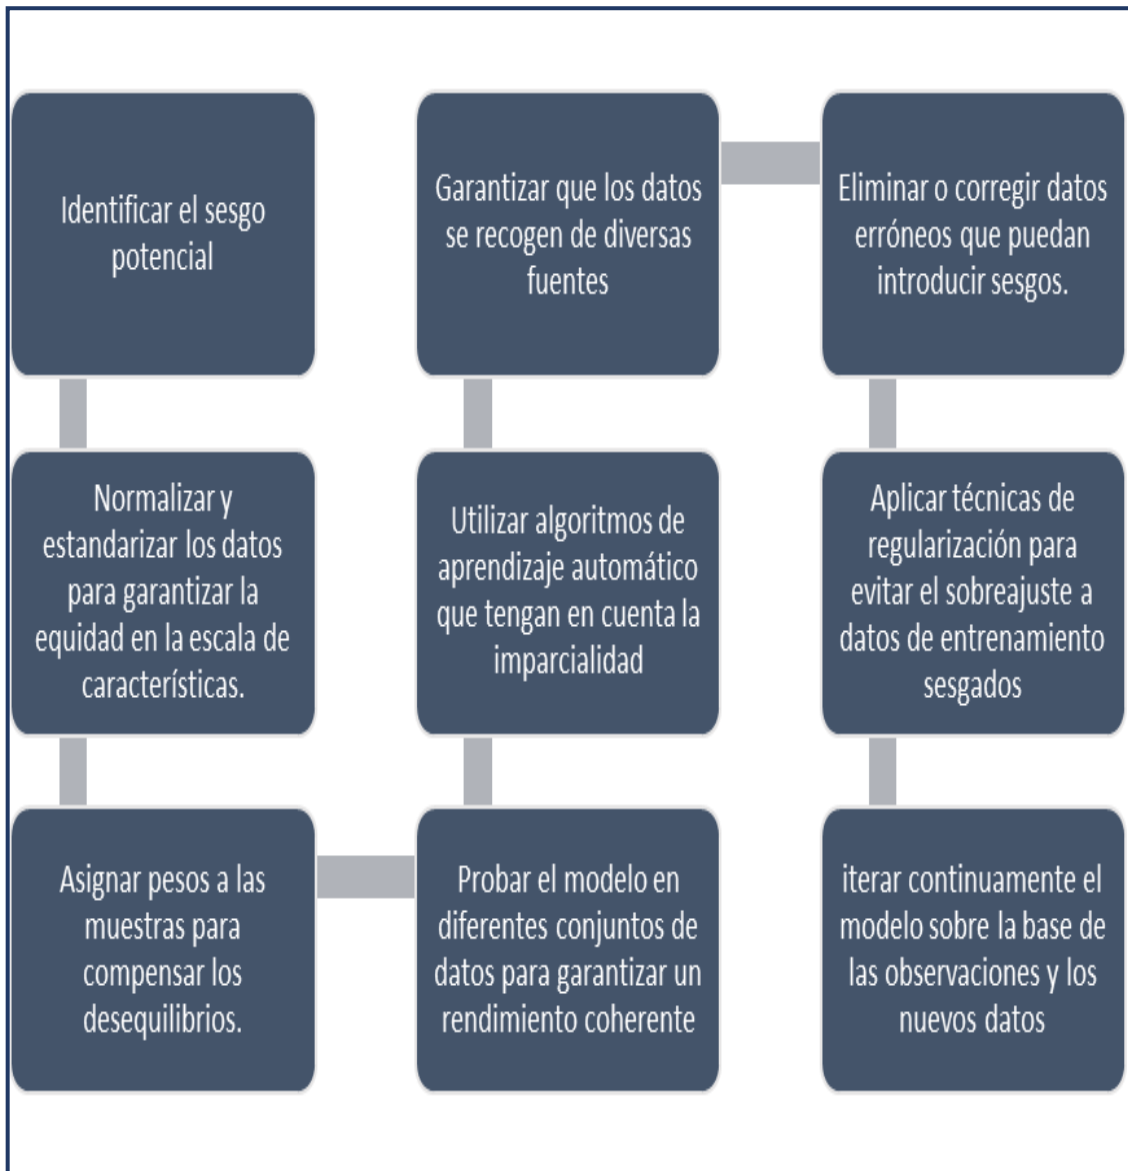 Identificar el sesgo
potencial
Normalizar y
estandarizar los datos
para garantizar la
equidad en la escala de
características.
Asignar pesos a las
muestras para
compensar los
desequilibrios.
Probar el modelo en
diferentes conjuntos de
datos para garantizar un
rendimiento coherente
Utilizar algoritmos de
aprendizaje automático
que tengan en cuenta la
imparcialidad
Garantizar que los datos
se recogen de diversas
fuentes
Eliminar o corregir datos
erróneos que puedan
introducir sesgos.
Aplicar técnicas de
regularización para
evitar el sobreajuste a
datos de entrenamiento
sesgados
iterar continuamente el
modelo sobre la base de
las observaciones y los
nuevos datos